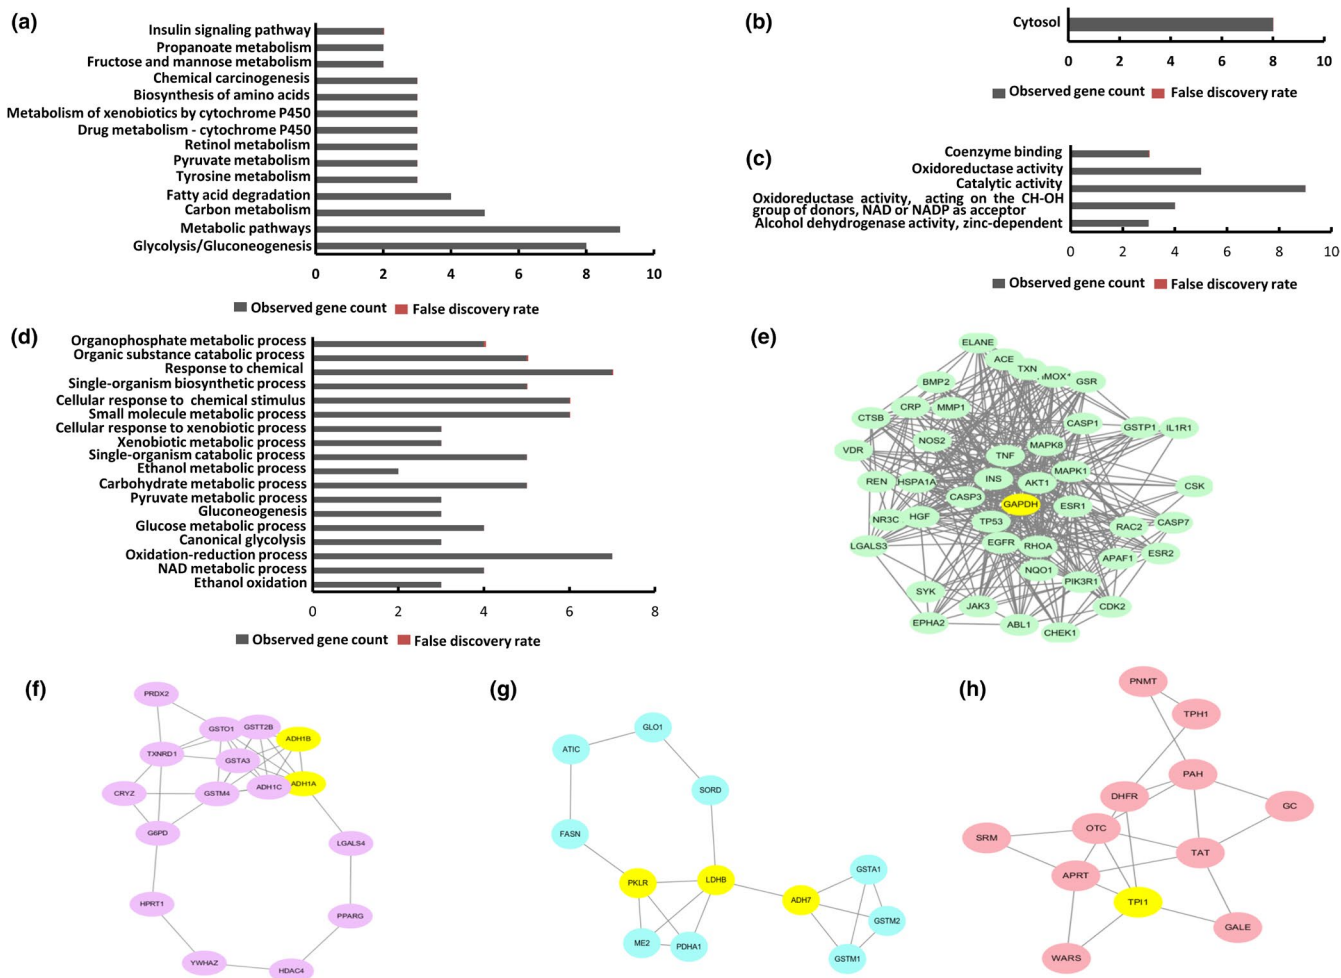 (a)
Insulin signaling pathway
Propanoate metabolism
Fructose and mannose metabolism
Chemical carcinogenesis
Biosynthesis of amino acids
Metabolism of xenobiotics by cytochrome P450
Drug metabolism - cytochrome P450
Retinol metabolism
Pyruvate metabolism
Tyrosine metabolism
Fatty acid degradation
Carbon metabolism
Metabolic pathways
Glycolysis/Gluconeogenesis
0 2 4 6 8 10
Observed gene count False discovery rate
(b)
Cytosol
0 2 4 6 8 10
Observed gene count False discovery rate
(c)
Coenzyme binding
Oxidoreductase activity
Catalytic activity
Oxidoreductase activity, acting on the CH-OH
group of donors, NAD or NADP as acceptor
Alcohol dehydrogenase activity, zinc-dependent
0 2 4 6 8 10
Observed gene count False discovery rate
(d)
Organophosphate metabolic process
Organic substance catabolic process
Response to chemical
Single-organism biosynthetic process
Cellular response to chemical stimulus
Small molecule metabolic process
Cellular response to xenobiotic process
Xenobiotic metabolic process
Single-organism catabolic process
Ethanol metabolic process
Carbohydrate metabolic process
Pyruvate metabolic process
Gluconeogenesis
Glucose metabolic process
Canonical glycolysis
Oxidation-reduction process
NAD metabolic process
Ethanol oxidation
0 2 4 6 8
Observed gene count False discovery rate
(e)
ELANE
ACE
TXN
GSR
BMP2
CRP
MMP1
CTSB
CASP1
GSTP1
IL1R1
NOS2
MAPK8
VDR
TNF
MAPK1
REN
HSPA1A
INS
AKT1
CSK
CASP3
GAPDH
ESR1
NR3C
HGF
TP53
RAC2
CASP7
LGALS3
EGFR
RHOA
APAF1
ESR2
NQO1
PIK3R1
SYK
JAK3
CDK2
EPHA2
ABL1
CHEK1
(f)
PRDX2
GSTO1
GSTT2B
ADH1B
TXNRD1
GSTA3
CRYZ
GSTM4
ADH1C
ADH1A
G6PD
LGALS4
HPRT1
PPARG
YWHAZ
HDAC4
(g)
GLO1
ATIC
SORD
FASN
PKLR
LDHB
GSTA1
ADH7
GSTM2
ME2
PDHA1
GSTM1
(h)
PNMT
TPH1
PAH
DHFR
GC
OTC
SRM
TAT
APRT
TPI1
GALE
WARS